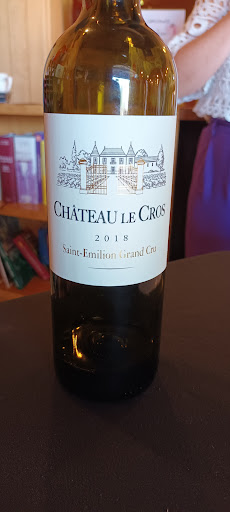 CHÂTEAU LE CROS
2018
Saint-Emilion Grand Cru